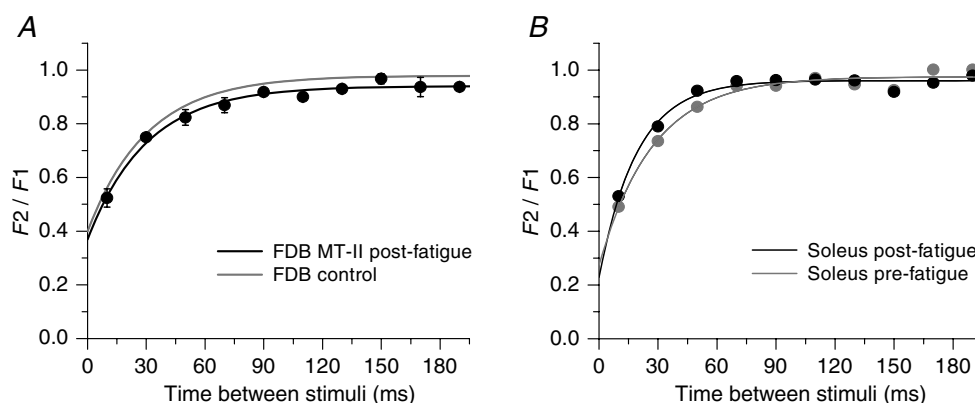 A
1.0
0.8
0.6
0.4
0.2
0.0
F2 / F1
FDB MT-II post-fatigue
FDB control
0 30 60 90 120 150 180
Time between stimuli (ms)
B
1.0
0.8
0.6
0.4
0.2
0.0
F2 / F1
Soleus post-fatigue
Soleus pre-fatigue
0 30 60 90 120 150 180
Time between stimuli (ms)